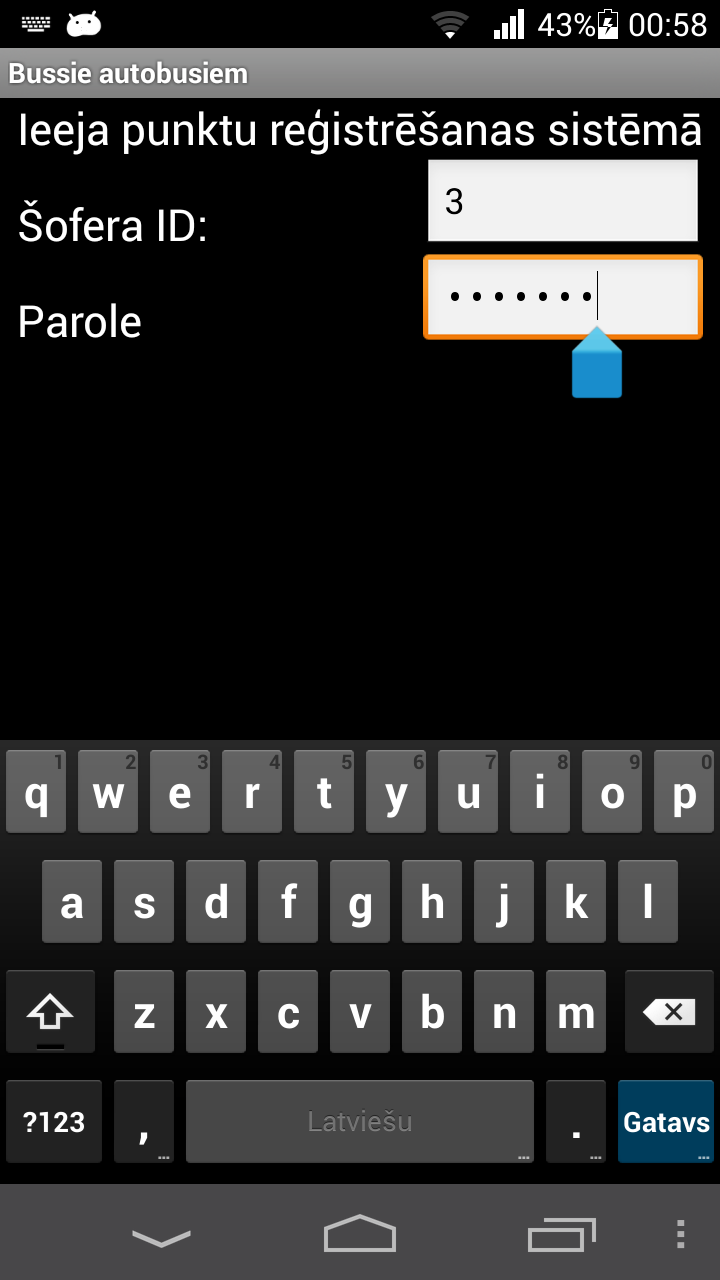 43% 00:58
Bussie autobusiem
Ieeja punktu reģistrēšanas sistēmā
Šofera ID:
3
Parole
•••••••
1 2 3 4 5 6 7 8 9 0
q w e r t y u i o p
a s d f g h j k l
z x c v b n m
?123 , Latviešu . Gatavs